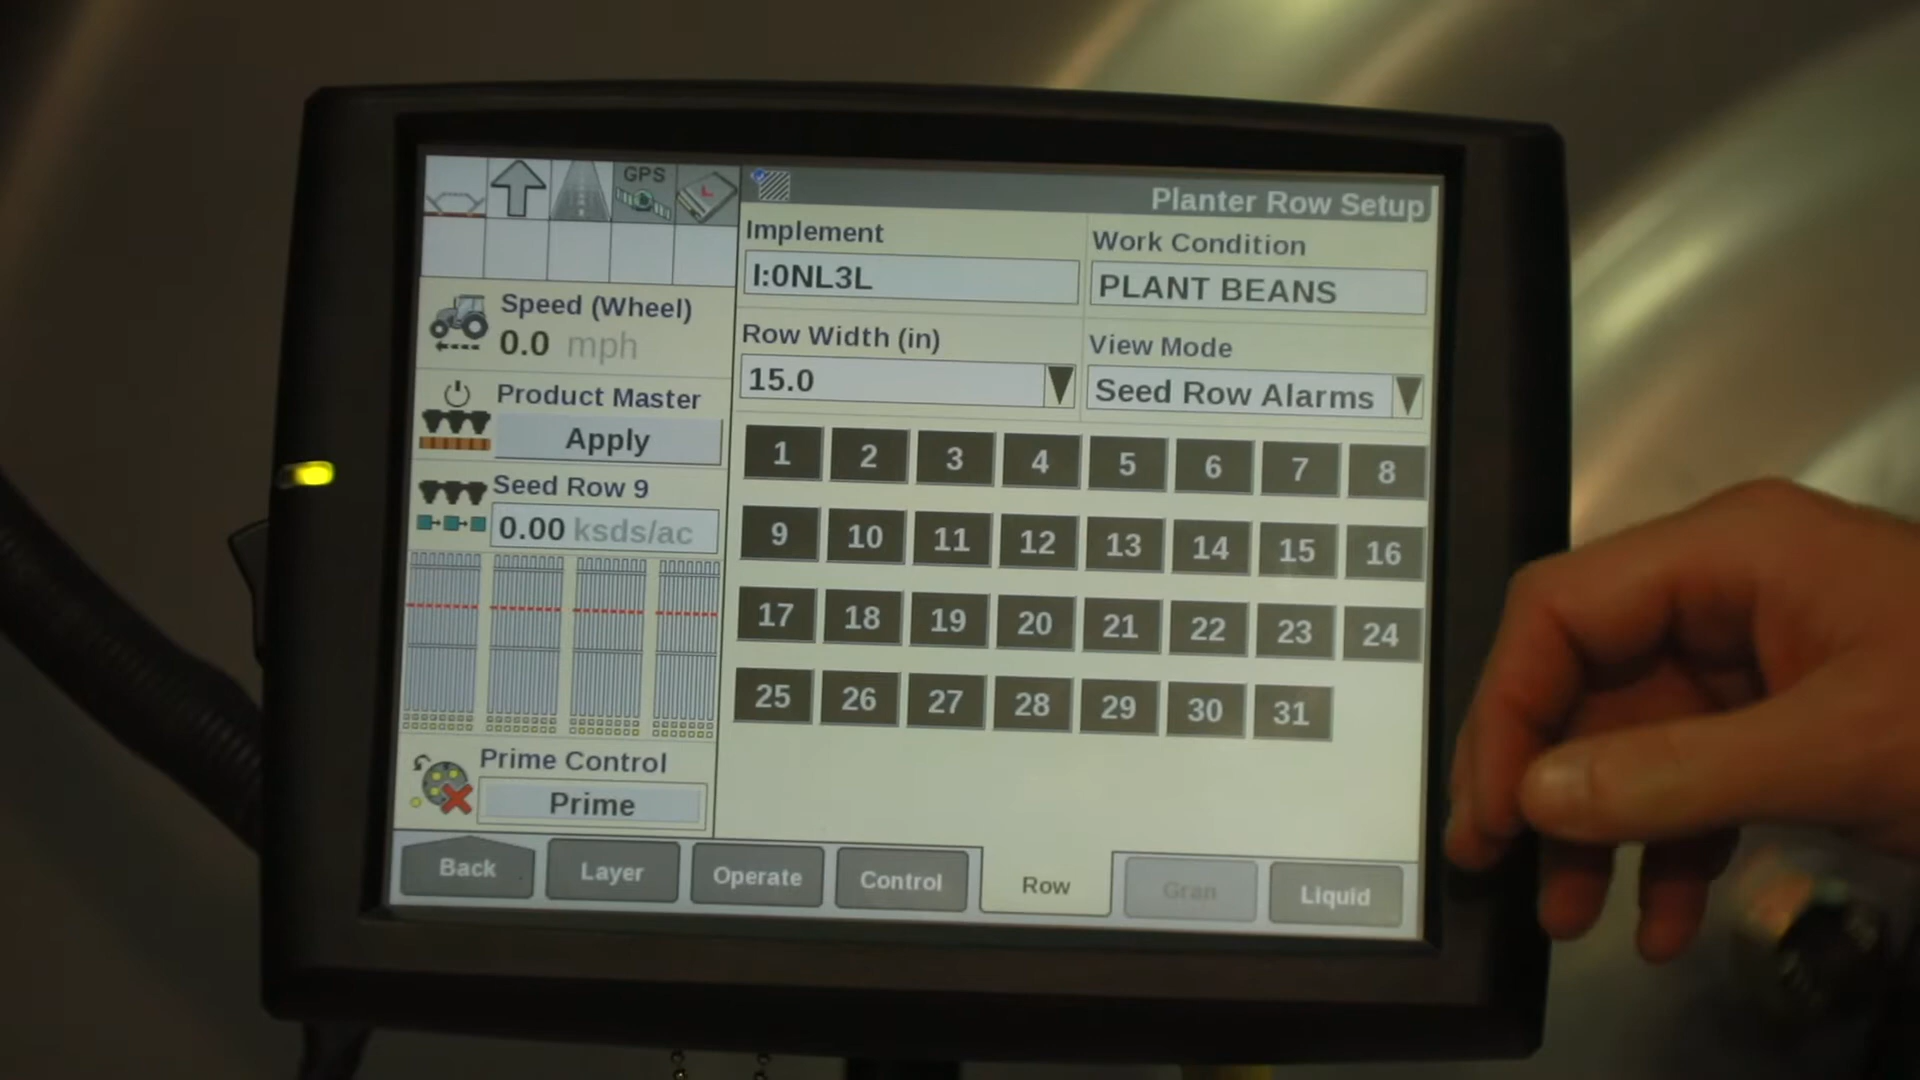 GPS
Planter Row Setup
Implement
Work Condition
I:0NL3L
PLANT BEANS
Speed (Wheel)
0.0 mph
Row Width (in)
View Mode
15.0
Seed Row Alarms
Product Master
Apply
Seed Row 9
0.00 ksds/ac
1 2 3 4 5 6 7 8
9 10 11 12 13 14 15 16
17 18 19 20 21 22 23 24
25 26 27 28 29 30 31
Prime Control
Prime
Back Layer Operate Control Row Gran Liquid